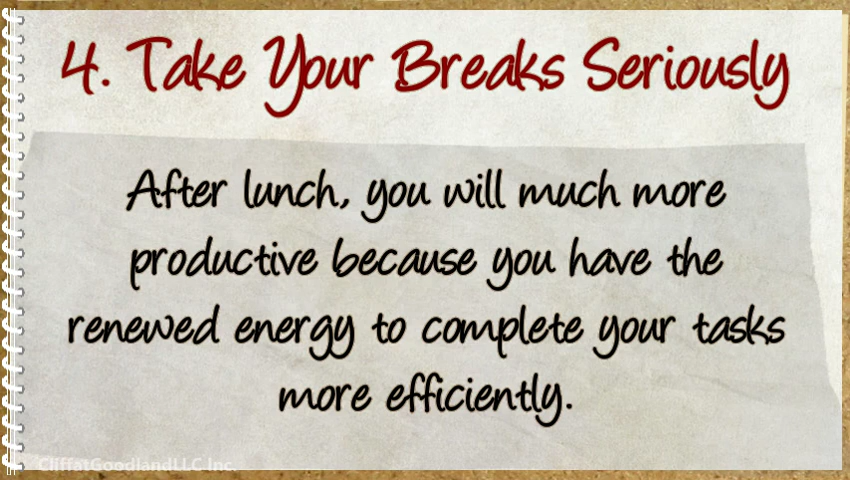 4. Take Your Breaks Seriously
After lunch, you will much more
productive because you have the
renewed energy to complete your tasks
more efficiently.
CliffatGoodlandLLC Inc.